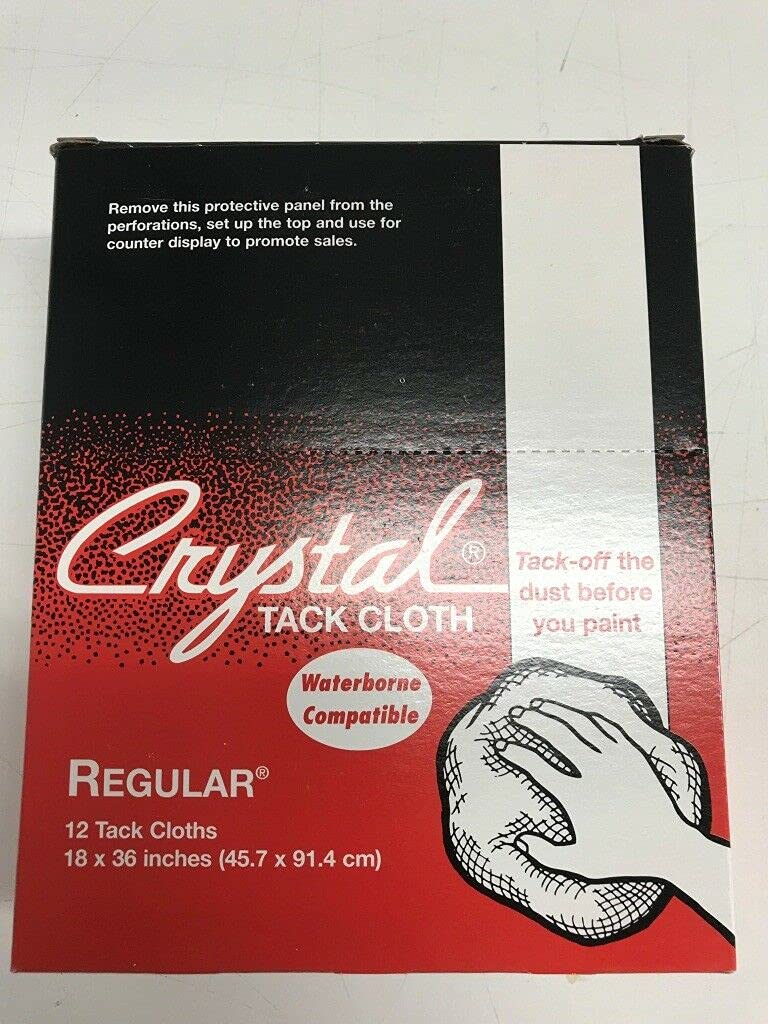 Remove this protective panel from the
perforations, set up the top and use for
counter display to promote sales.
Crystal®
TACK CLOTH
Tack-off the
dust before
you paint
Waterborne
Compatible
REGULAR®
12 Tack Cloths
18 x 36 inches (45.7 x 91.4 cm)